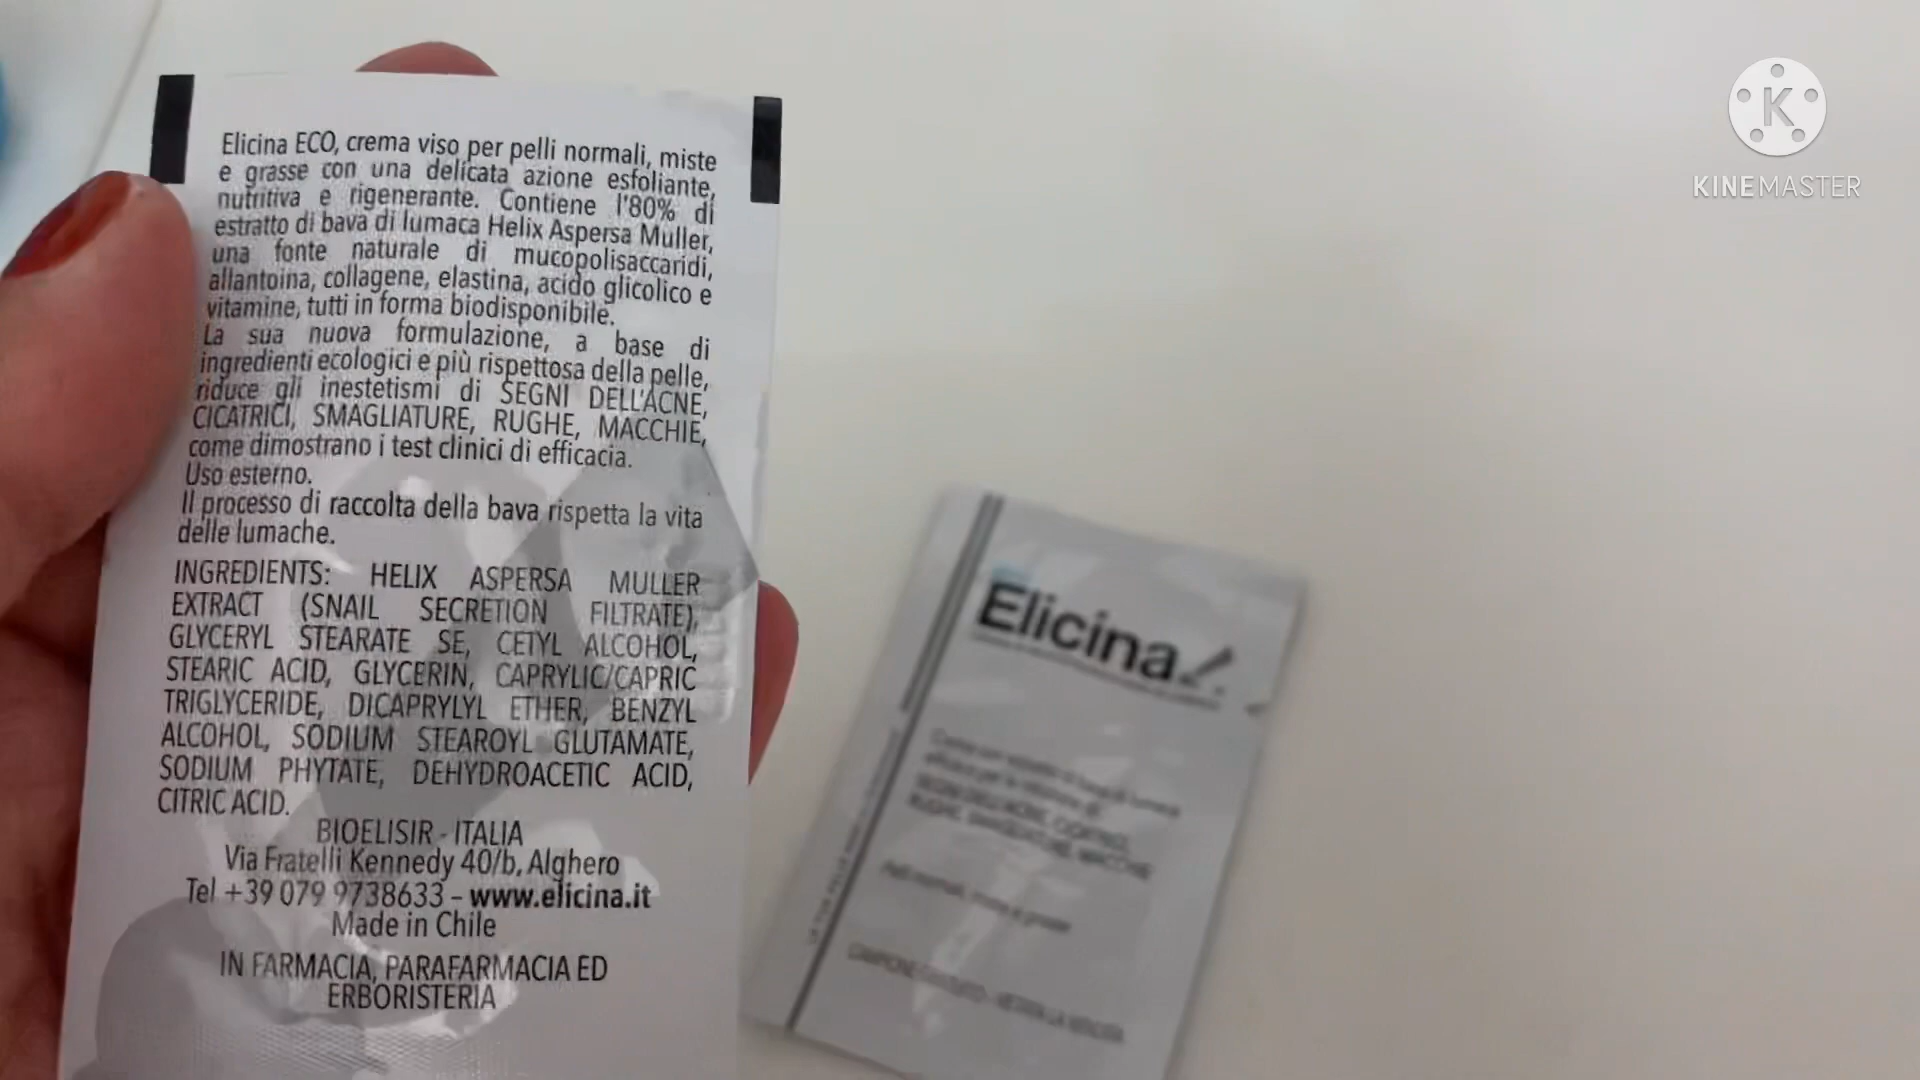 Elicina ECO, crema viso per pelli normali, miste
e grasse con una delicata azione esfoliante,
nutritiva e rigenerante. Contiene l'80% di
estratto di bava di lumaca Helix Aspersa Muller,
una fonte naturale di mucopolisaccaridi,
allantoina, collagene, elastina, acido glicolico e
vitamine, tutti in forma biodisponibile.
La sua nuova formulazione, a base di
ingredienti ecologici e più rispettosa della pelle,
riduce gli inestetismi di SEGNI DELL'ACNE,
CICATRICI, SMAGLIATURE, RUGHE, MACCHIE,
come dimostrano i test clinici di efficacia.
Uso esterno.
Il processo di raccolta della bava rispetta la vita
delle lumache.
INGREDIENTS: HELIX ASPERSA MULLER
EXTRACT (SNAIL SECRETION FILTRATE),
GLYCERYL STEARATE SE, CETYL ALCOHOL,
STEARIC ACID, GLYCERIN, CAPRYLIC/CAPRIC
TRIGLYCERIDE, DICAPRYLYL ETHER, BENZYL
ALCOHOL, SODIUM STEAROYL GLUTAMATE,
SODIUM PHYTATE, DEHYDROACETIC ACID,
CITRIC ACID.
BIOELISIR - ITALIA
Via Fratelli Kennedy 40/b, Alghero
Tel +39 079 9738633 – www.elicina.it
Made in Chile
IN FARMACIA, PARAFARMACIA ED
ERBORISTERIA
Elicina
Pelli normali, miste e grasse
K
KINEMASTER